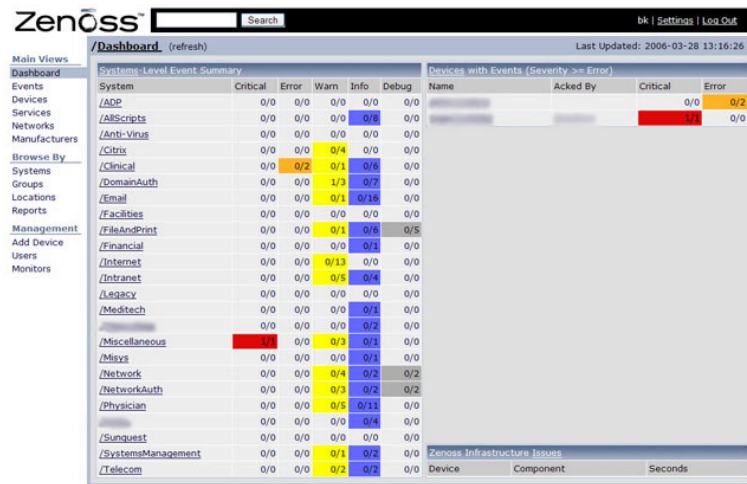 Zenoss™ Search bk | Settings | Log Out
/Dashboard (refresh) Last Updated: 2006-03-28 13:16:26
Main Views
Dashboard
Events
Devices
Services
Networks
Manufacturers
Browse By
Systems
Groups
Locations
Reports
Management
Add Device
Users
Monitors
Systems-Level Event Summary
System Critical Error Warn Info Debug
/ADP 0/0 0/0 0/0 0/0 0/0
/AllScripts 0/0 0/0 0/0 0/8 0/0
/Anti-Virus 0/0 0/0 0/0 0/0 0/0
/Citrix 0/0 0/0 0/4 0/0 0/0
/Clinical 0/0 0/2 0/1 0/6 0/0
/DomainAuth 0/0 0/0 1/3 0/7 0/0
/Email 0/0 0/0 0/1 0/16 0/0
/Facilities 0/0 0/0 0/0 0/0 0/0
/FileAndPrint 0/0 0/0 0/1 0/6 0/5
/Financial 0/0 0/0 0/0 0/1 0/0
/Internet 0/0 0/0 0/13 0/0 0/0
/Intranet 0/0 0/0 0/5 0/4 0/0
/Legacy 0/0 0/0 0/0 0/0 0/0
/Meditech 0/0 0/0 0/0 0/1 0/0
0/0 0/0 0/0 0/2 0/0
/Miscellaneous 1/1 0/0 0/3 0/1 0/0
/Misys 0/0 0/0 0/0 0/1 0/0
/Network 0/0 0/0 0/4 0/2 0/2
/NetworkAuth 0/0 0/0 0/3 0/2 0/2
/Physician 0/0 0/0 0/5 0/11 0/0
0/0 0/0 0/0 0/4 0/0
/Sunquest 0/0 0/0 0/0 0/0 0/0
/SystemsManagement 0/0 0/0 0/1 0/2 0/0
/Telecom 0/0 0/0 0/2 0/2 0/0
Devices with Events (Severity >= Error)
Name Acked By Critical Error
0/0 0/2
1/1 0/0
Zenoss Infrastructure Issues
Device Component Seconds